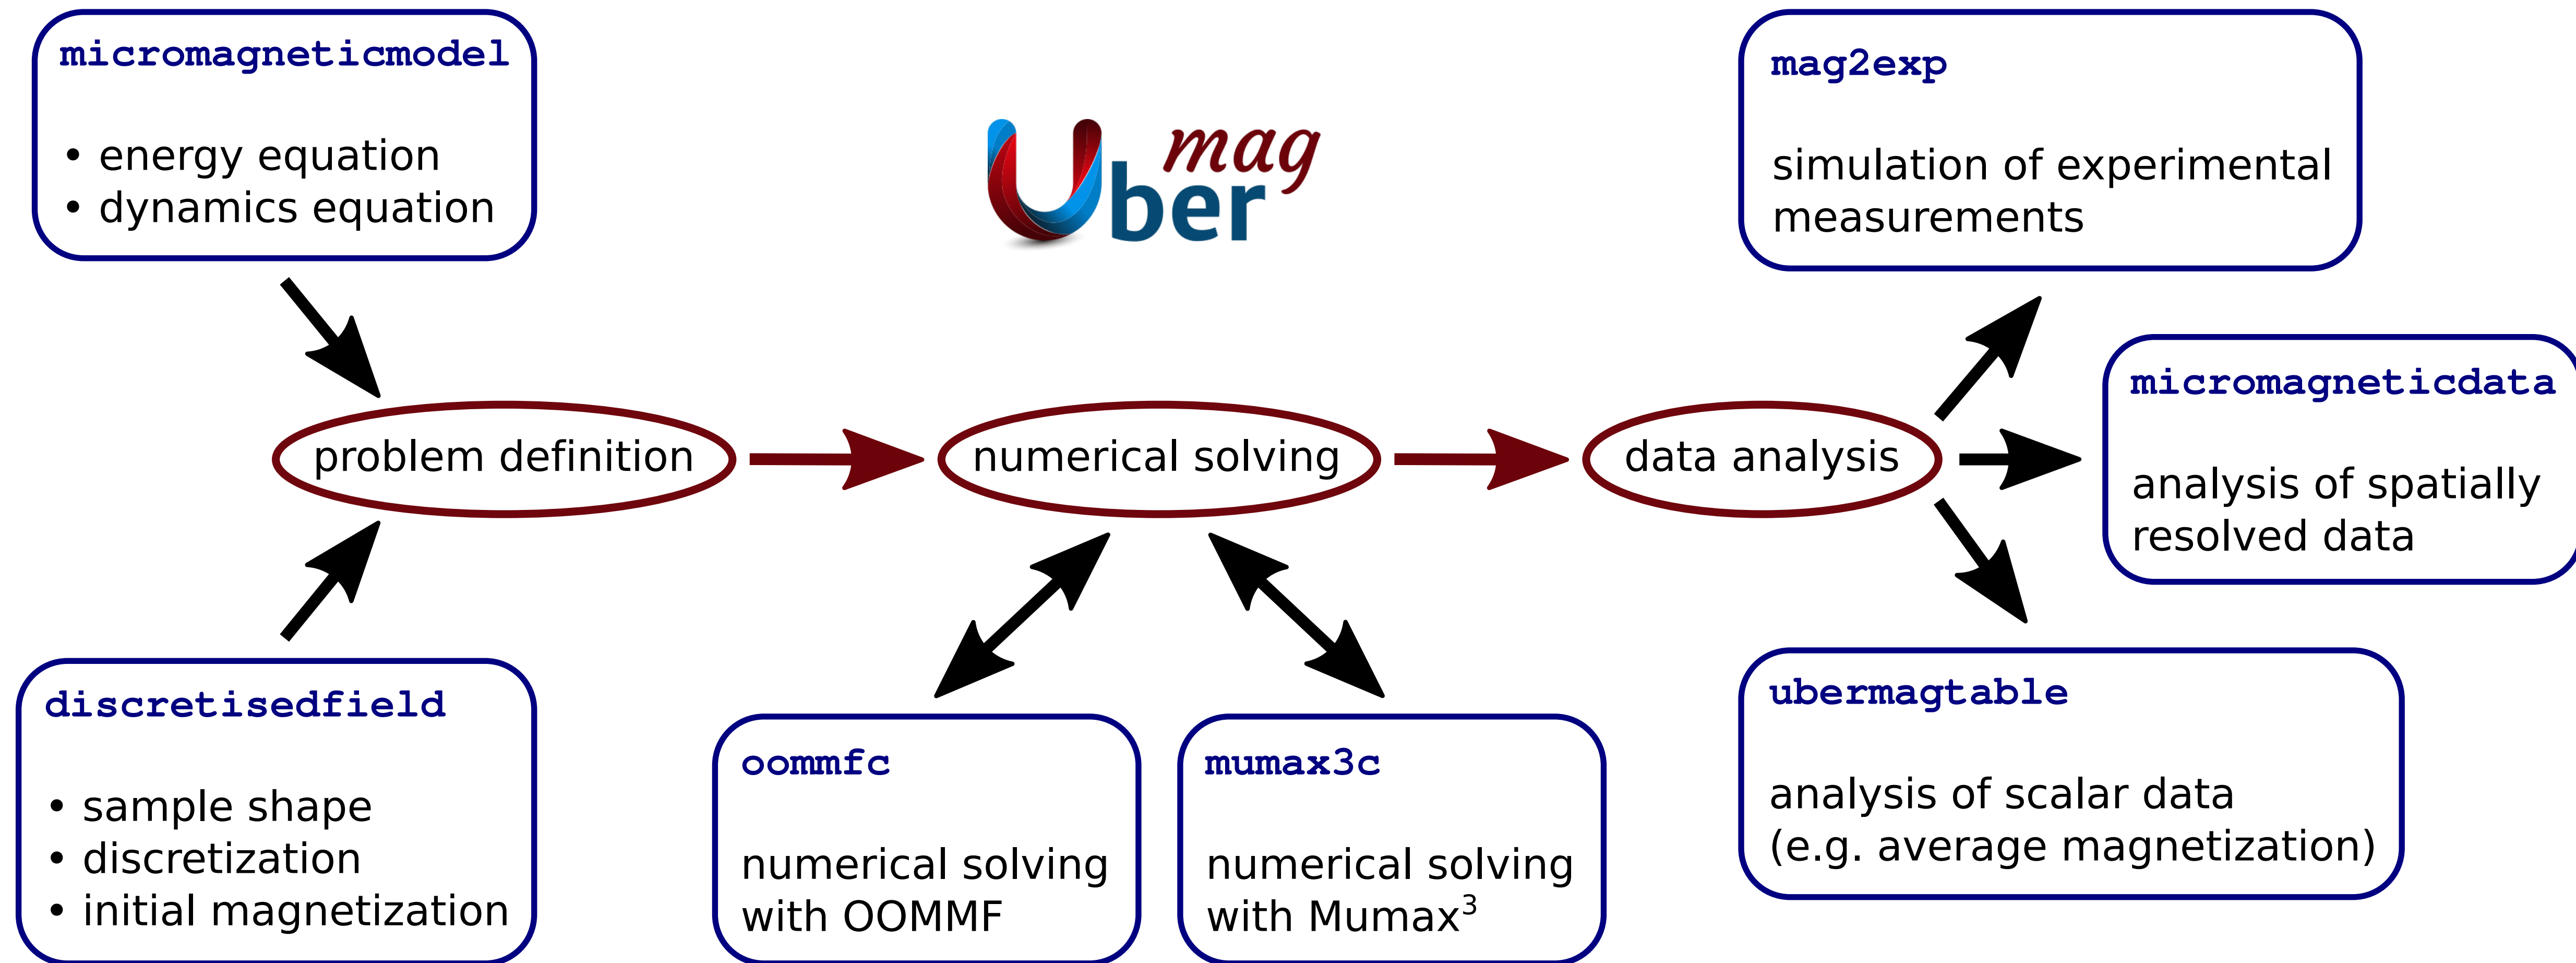 micromagneticmodel
• energy equation
• dynamics equation
Uber mag
mag2exp
simulation of experimental
measurements
problem definition
numerical solving
data analysis
micromagneticdata
analysis of spatially
resolved data
discretisedfield
• sample shape
• discretization
• initial magnetization
oommfc
numerical solving
with OOMMF
mumax3c
numerical solving
with Mumax³
ubermagtable
analysis of scalar data
(e.g. average magnetization)